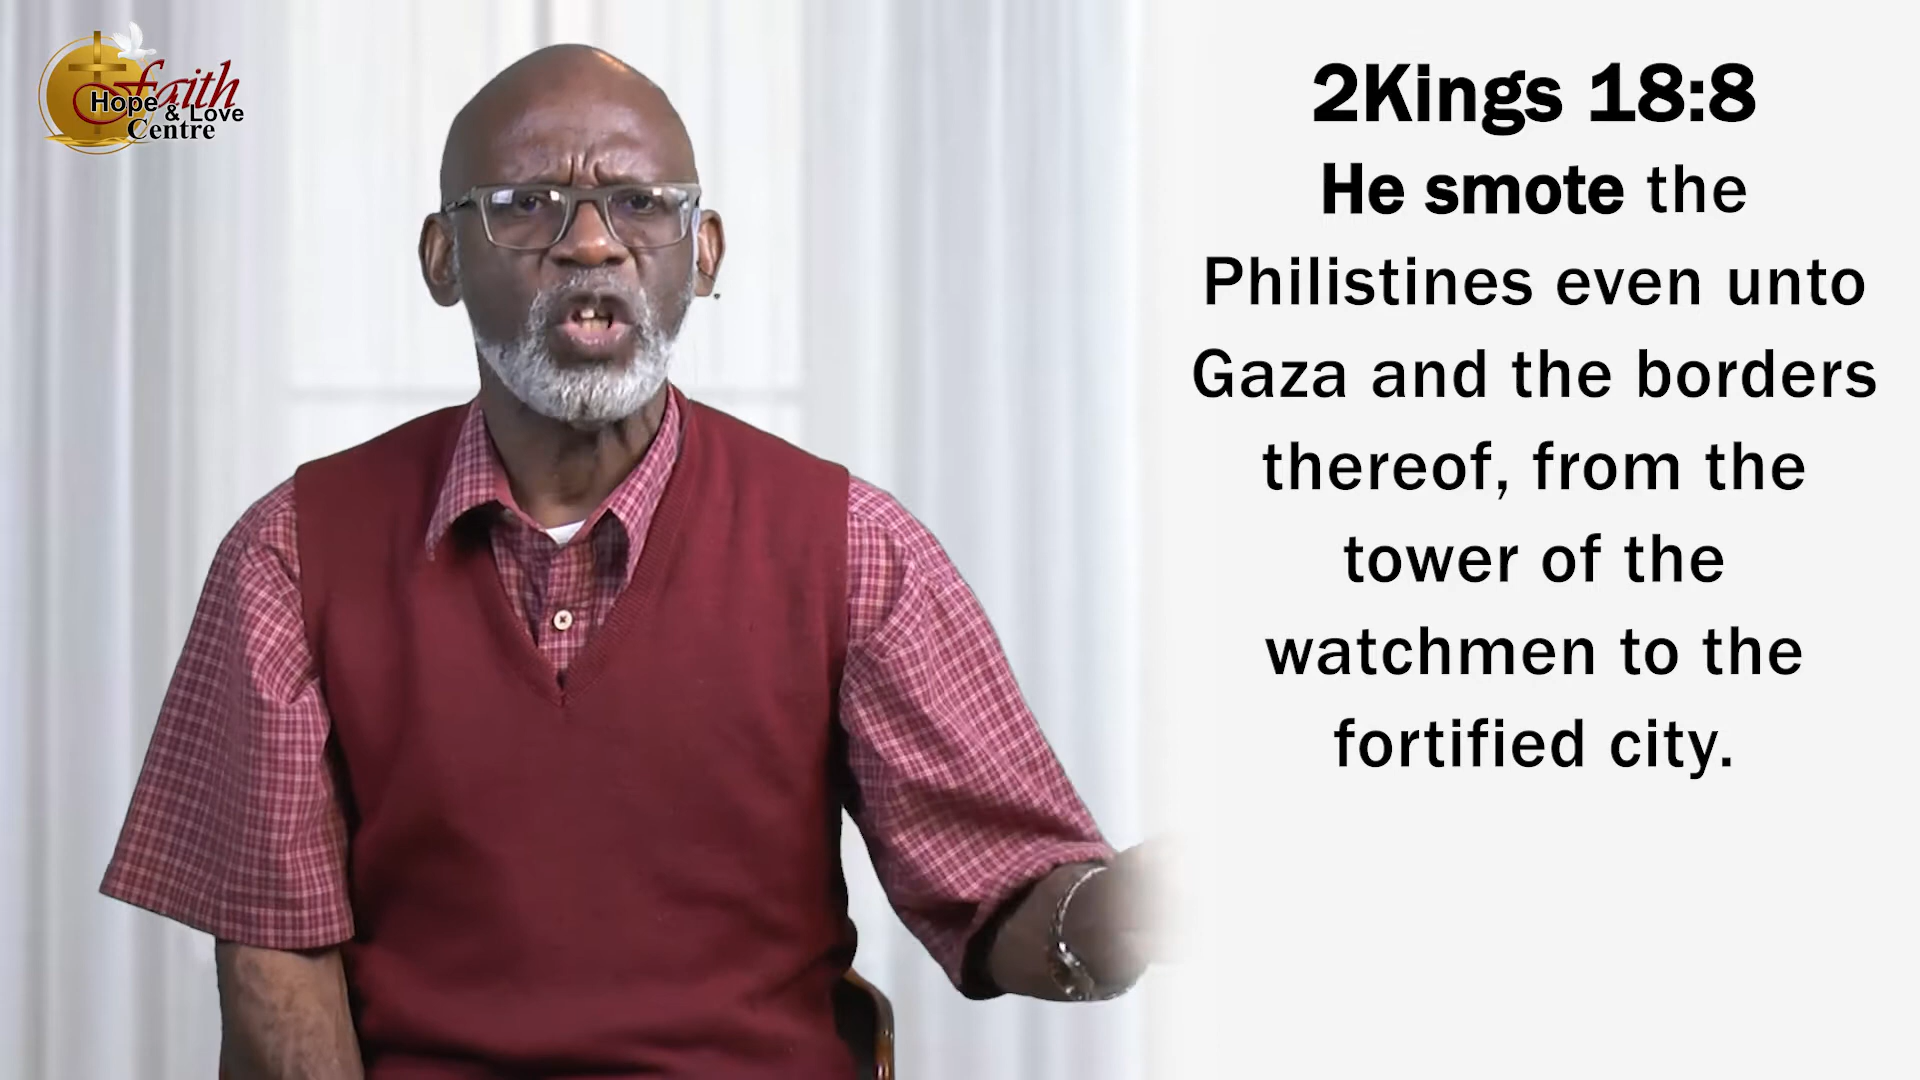 faith
Hope & Love
Centre
2Kings 18:8
He smote the
Philistines even unto
Gaza and the borders
thereof, from the
tower of the
watchmen to the
fortified city.